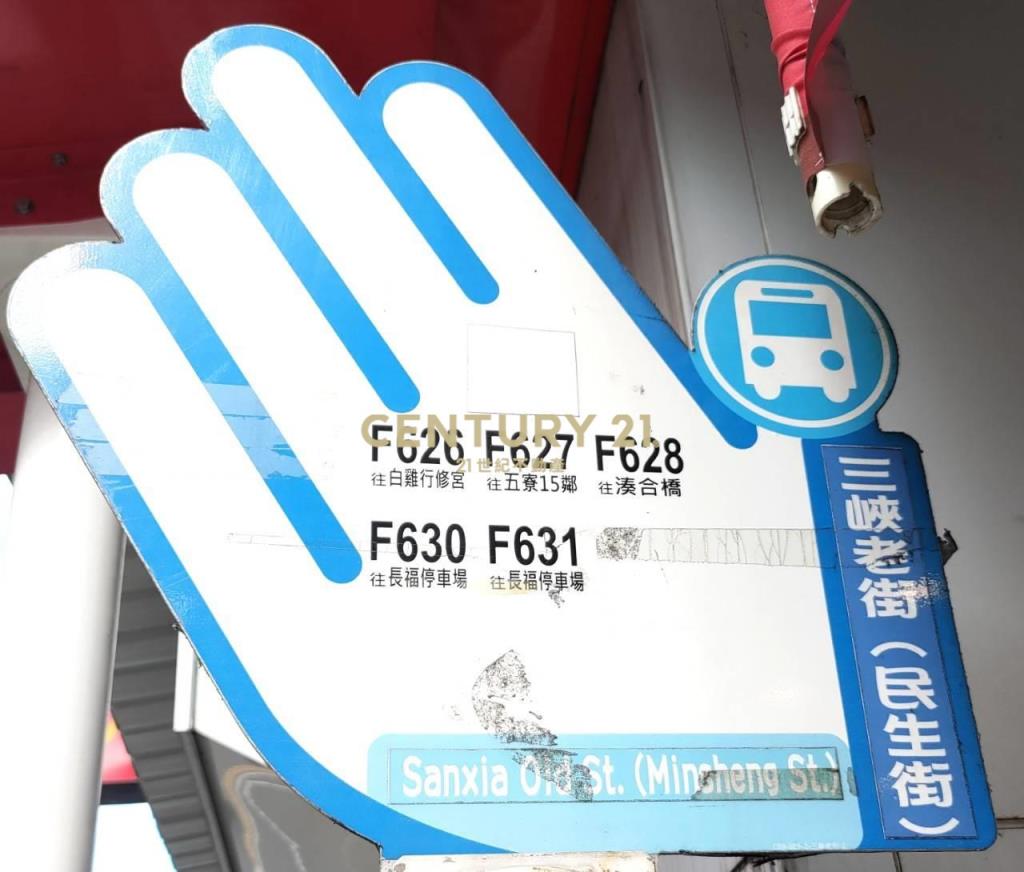 F626 F627 F628
往白雞行修宮 往五寮15鄰 往湊合橋
F630 F631
往長福停車場 往長福停車場
三峽老街（民生街）
Sanxia Old St. (Mincheng St.)
CENTURY 21
21世紀不動產